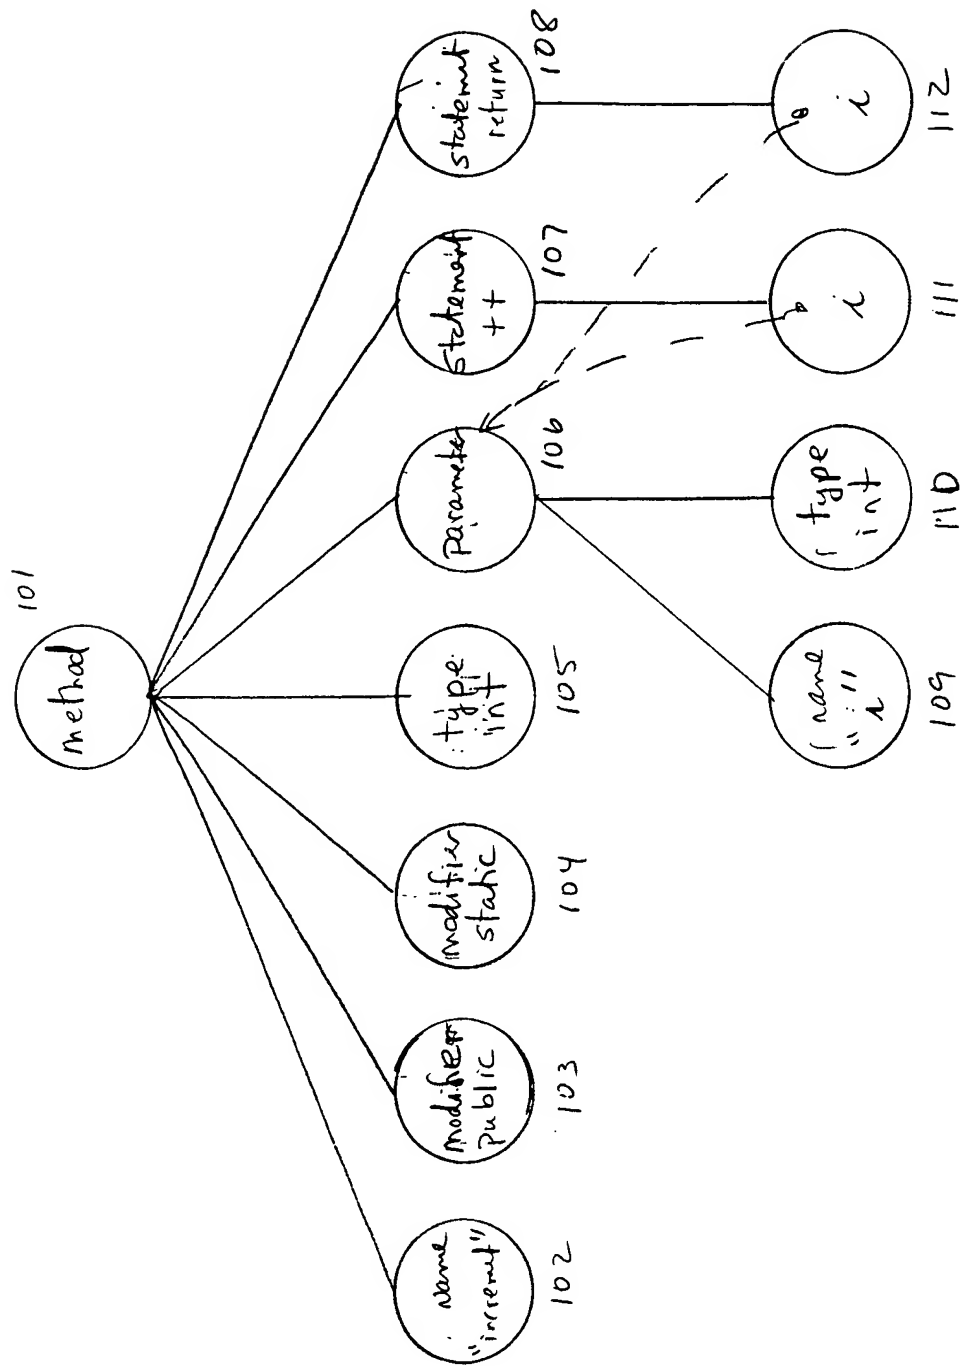 101
method
Name
"increment"
102
modifier
public
103
modifier
static
104
type
int
105
parameter
106
statement
++
107
statement
return
108
name
"i"
109
type
int
110
i
111
i
112